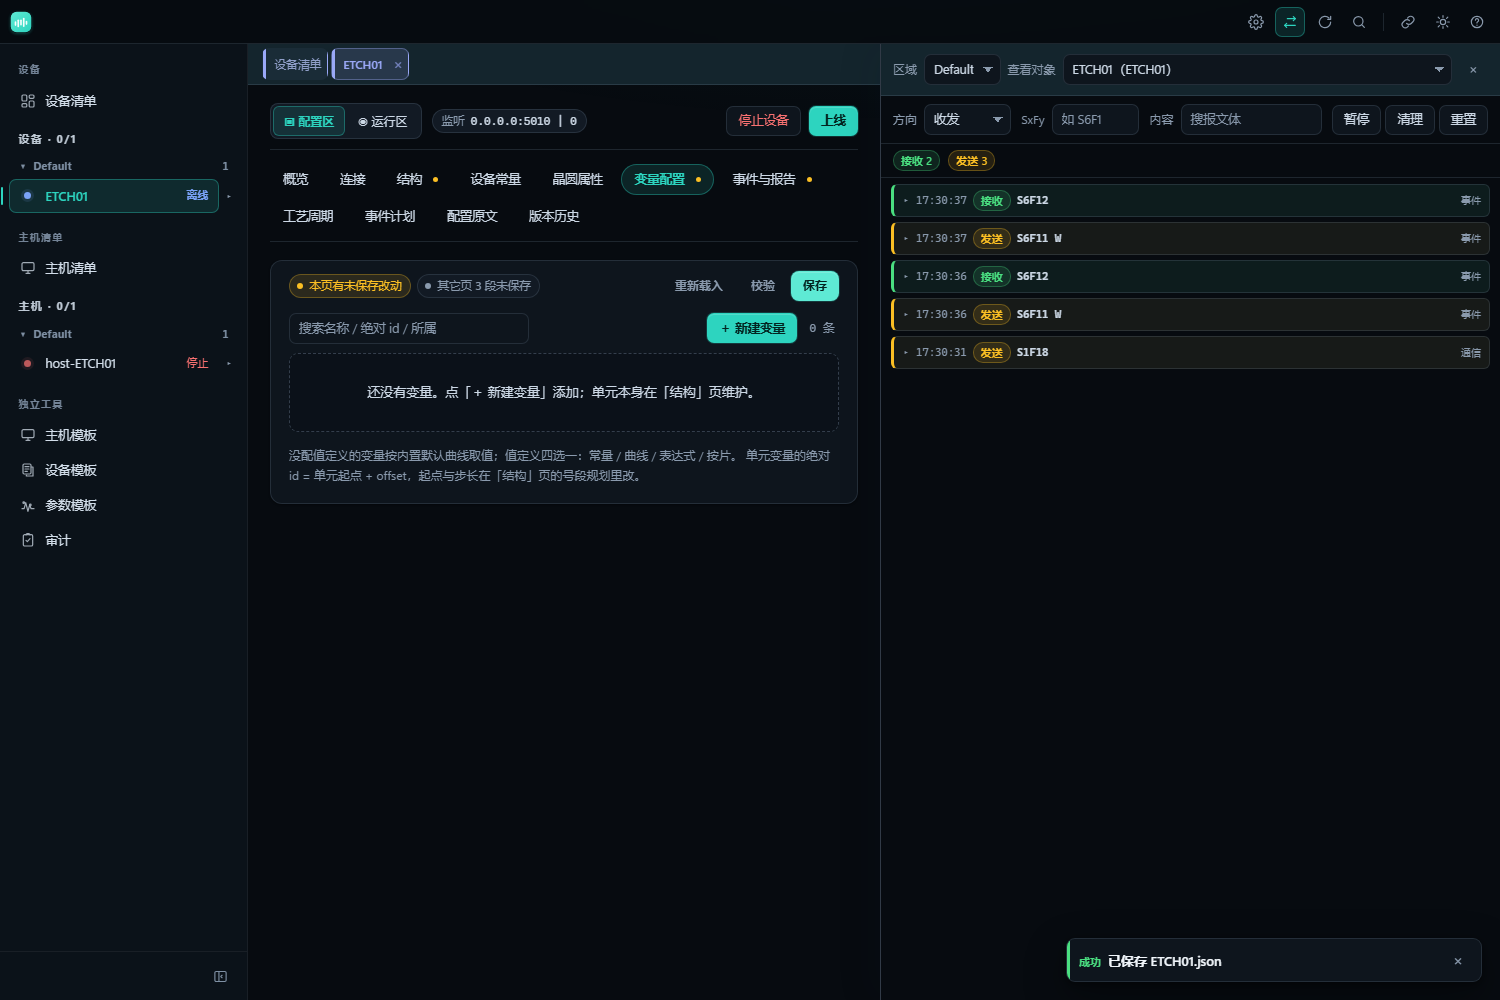 设备
设备清单
设备 · 0/1
Default 1
ETCH01 离线
主机清单
主机清单
主机 · 0/1
Default 1
host-ETCH01 停止
独立工具
主机模板
设备模板
参数模板
审计
设备清单 ETCH01 ×
配置区 运行区 监听 0.0.0.0:5010 | 0 停止设备 上线
概览 连接 结构 设备常量 晶圆属性 变量配置 事件与报告
工艺周期 事件计划 配置原文 版本历史
本页有未保存改动 其它页 3 段未保存 重新载入 校验 保存
搜索名称 / 绝对 id / 所属 + 新建变量 0 条
还没有变量。点「 + 新建变量」添加；单元本身在「结构」页维护。
没配值定义的变量按内置默认曲线取值；值定义四选一：常量 / 曲线 / 表达式 / 按片。 单元变量的绝对
id = 单元起点 + offset，起点与步长在「结构」页的号段规划里改。
区域 Default 查看对象 ETCH01 (ETCH01) ×
方向 收发 SxFy 如 S6F1 内容 搜报文体 暂停 清理 重置
接收 2 发送 3
17:30:37 接收 S6F12 事件
17:30:37 发送 S6F11 W 事件
17:30:36 接收 S6F12 事件
17:30:36 发送 S6F11 W 事件
17:30:31 发送 S1F18 通信
成功 已保存 ETCH01.json ×